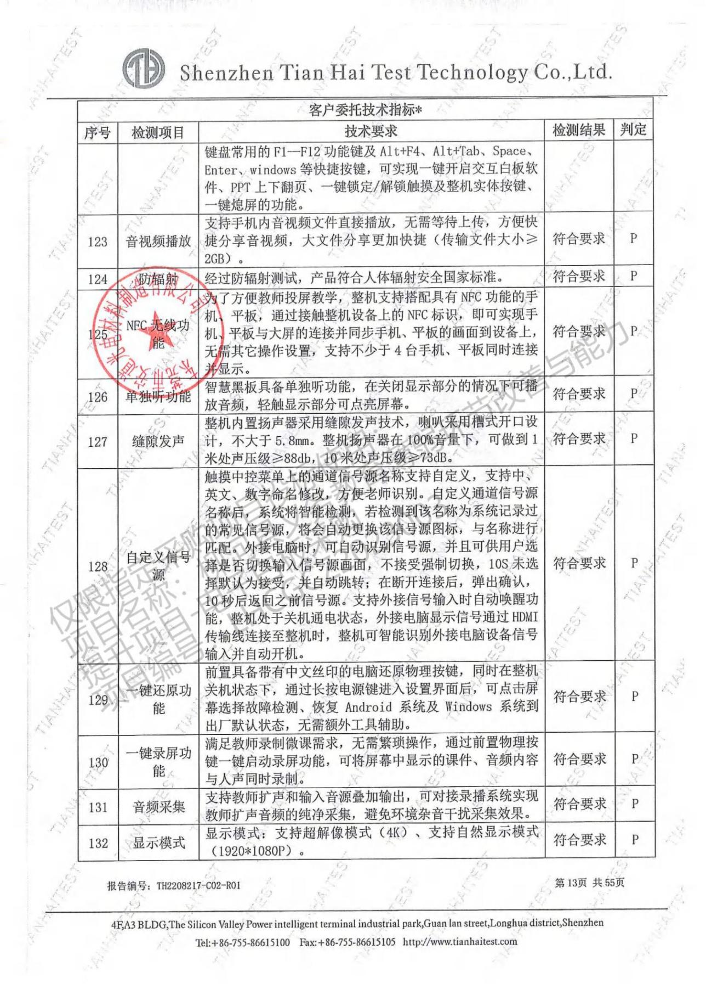 Shenzhen Tian Hai Test Technology Co.,Ltd.
客户委托技术指标*
序号 检测项目 技术要求 检测结果 判定
键盘常用的 F1—F12 功能键及 Alt+F4、Alt+Tab、Space、
Enter、windows 等快捷按键，可实现一键开启交互白板软
件、PPT 上下翻页、一键锁定/解锁触摸及整机实体按键、
一键熄屏的功能。
123 音视频播放 符合要求 P
支持手机内音视频文件直接播放，无需等待上传，方便快
捷分享音视频，大文件分享更加快捷（传输文件大小≥
2GB）。
124 防辐射 经过防辐射测试，产品符合人体辐射安全国家标准。 符合要求 P
125 NFC 无线功
能
符合要求 P
为了方便教师投屏教学，整机支持搭配具有 NFC 功能的手
机、平板，通过接触整机设备上的 NFC 标识，即可实现手
机、平板与大屏的连接并同步手机、平板的画面到设备上，
无需其它操作设置，支持不少于 4 台手机、平板同时连接
并显示。
126 单独听功能 符合要求 P
智慧黑板具备单独听功能，在关闭显示部分的情况下可播
放音频，轻触显示部分可点亮屏幕。
127 缝隙发声 符合要求 P
整机内置扬声器采用缝隙发声技术，喇叭采用槽式开口设
计，不大于 5.8mm。整机扬声器在 100%音量下，可做到 1
米处声压级≥88db，10 米处声压级≥73dB。
128 自定义信号
源
符合要求 P
触摸中控菜单上的通道信号源名称支持自定义，支持中、
英文、数字命名修改，方便老师识别。自定义通道信号源
名称后，系统将智能检测，若检测到该名称为系统记录过
的常见信号源，将会自动更换该信号源图标，与名称进行
匹配。外接电脑时，可自动识别信号源，并且可供用户选
择是否切换输入信号源画面，不接受强制切换，10S 未选
择默认为接受，并自动跳转；在断开连接后，弹出确认，
10 秒后返回之前信号源。支持外接信号输入时自动唤醒功
能，整机处于关机通电状态，外接电脑显示信号通过 HDMI
传输线连接至整机时，整机可智能识别外接电脑设备信号
输入并自动开机。
129 一键还原功
能
符合要求 P
前置具备带有中文丝印的电脑还原物理按键，同时在整机
关机状态下，通过长按电源键进入设置界面后，可点击屏
幕选择故障检测、恢复 Android 系统及 Windows 系统到
出厂默认状态，无需额外工具辅助。
130 一键录屏功
能
符合要求 P
满足教师录制微课需求，无需繁琐操作，通过前置物理按
键一键启动录屏功能，可将屏幕中显示的课件、音频内容
与人声同时录制。
131 音频采集 符合要求 P
支持教师扩声和输入音源叠加输出，可对接录播系统实现
教师扩声音频的纯净采集，避免环境杂音干扰采集效果。
132 显示模式 符合要求 P
显示模式：支持超解像模式（4K）、支持自然显示模式
（1920*1080P）。
报告编号：TH2208217-C02-R01 第 13页 共 55页
4F,A3 BLDG,The Silicon Valley Power intelligent terminal industrial park,Guan lan street,Longhua district,Shenzhen
Tel:+86-755-86615100 Fax:+86-755-86615105 http://www.tianhaitest.com
TIANHAITEST